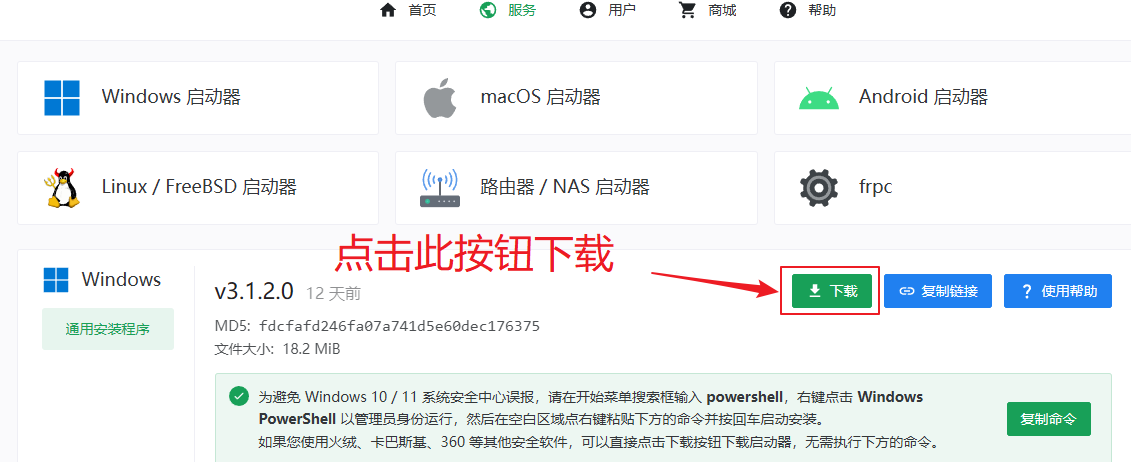 首页 服务 用户 商城 帮助
Windows 启动器 macOS 启动器 Android 启动器
Linux / FreeBSD 启动器 路由器 / NAS 启动器 frpc
点击此按钮下载
Windows
通用安装程序
v3.1.2.0 12 天前
下载 复制链接 ? 使用帮助
MD5: fdcfafd246fa07a741d5e60dec176375
文件大小: 18.2 MiB
为避免 Windows 10 / 11 系统安全中心误报，请在开始菜单搜索框输入 powershell，右键点击 Windows
PowerShell 以管理员身份运行，然后在空白区域点右键粘贴下方的命令并按回车启动安装。
如果您使用火绒、卡巴斯基、360 等其他安全软件，可以直接点击下载按钮下载启动器，无需执行下方的命令。
复制命令